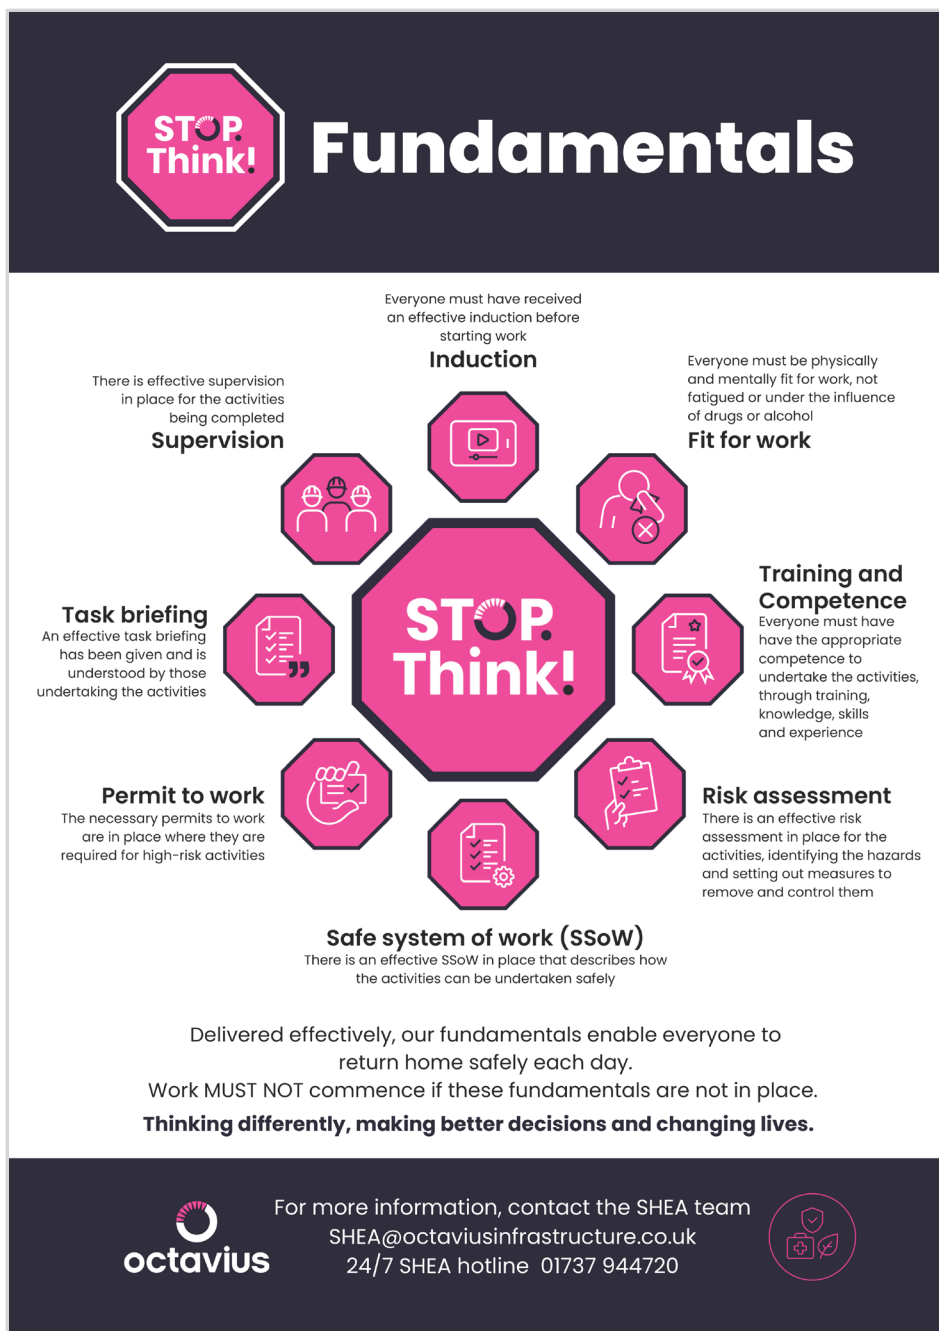 STOP.
Think!
Fundamentals
Everyone must have received
an effective induction before
starting work
Induction
Everyone must be physically
and mentally fit for work, not
fatigued or under the influence
of drugs or alcohol
Fit for work
Training and
Competence
Everyone must have
have the appropriate
competence to
undertake the activities,
through training,
knowledge, skills
and experience
Risk assessment
There is an effective risk
assessment in place for the
activities, identifying the hazards
and setting out measures to
remove and control them
Safe system of work (SSoW)
There is an effective SSoW in place that describes how
the activities can be undertaken safely
Permit to work
The necessary permits to work
are in place where they are
required for high-risk activities
Task briefing
An effective task briefing
has been given and is
understood by those
undertaking the activities
There is effective supervision
in place for the activities
being completed
Supervision
STOP.
Think!
Delivered effectively, our fundamentals enable everyone to
return home safely each day.
Work MUST NOT commence if these fundamentals are not in place.
Thinking differently, making better decisions and changing lives.
octavius
For more information, contact the SHEA team
SHEA@octaviusinfrastructure.co.uk
24/7 SHEA hotline 01737 944720